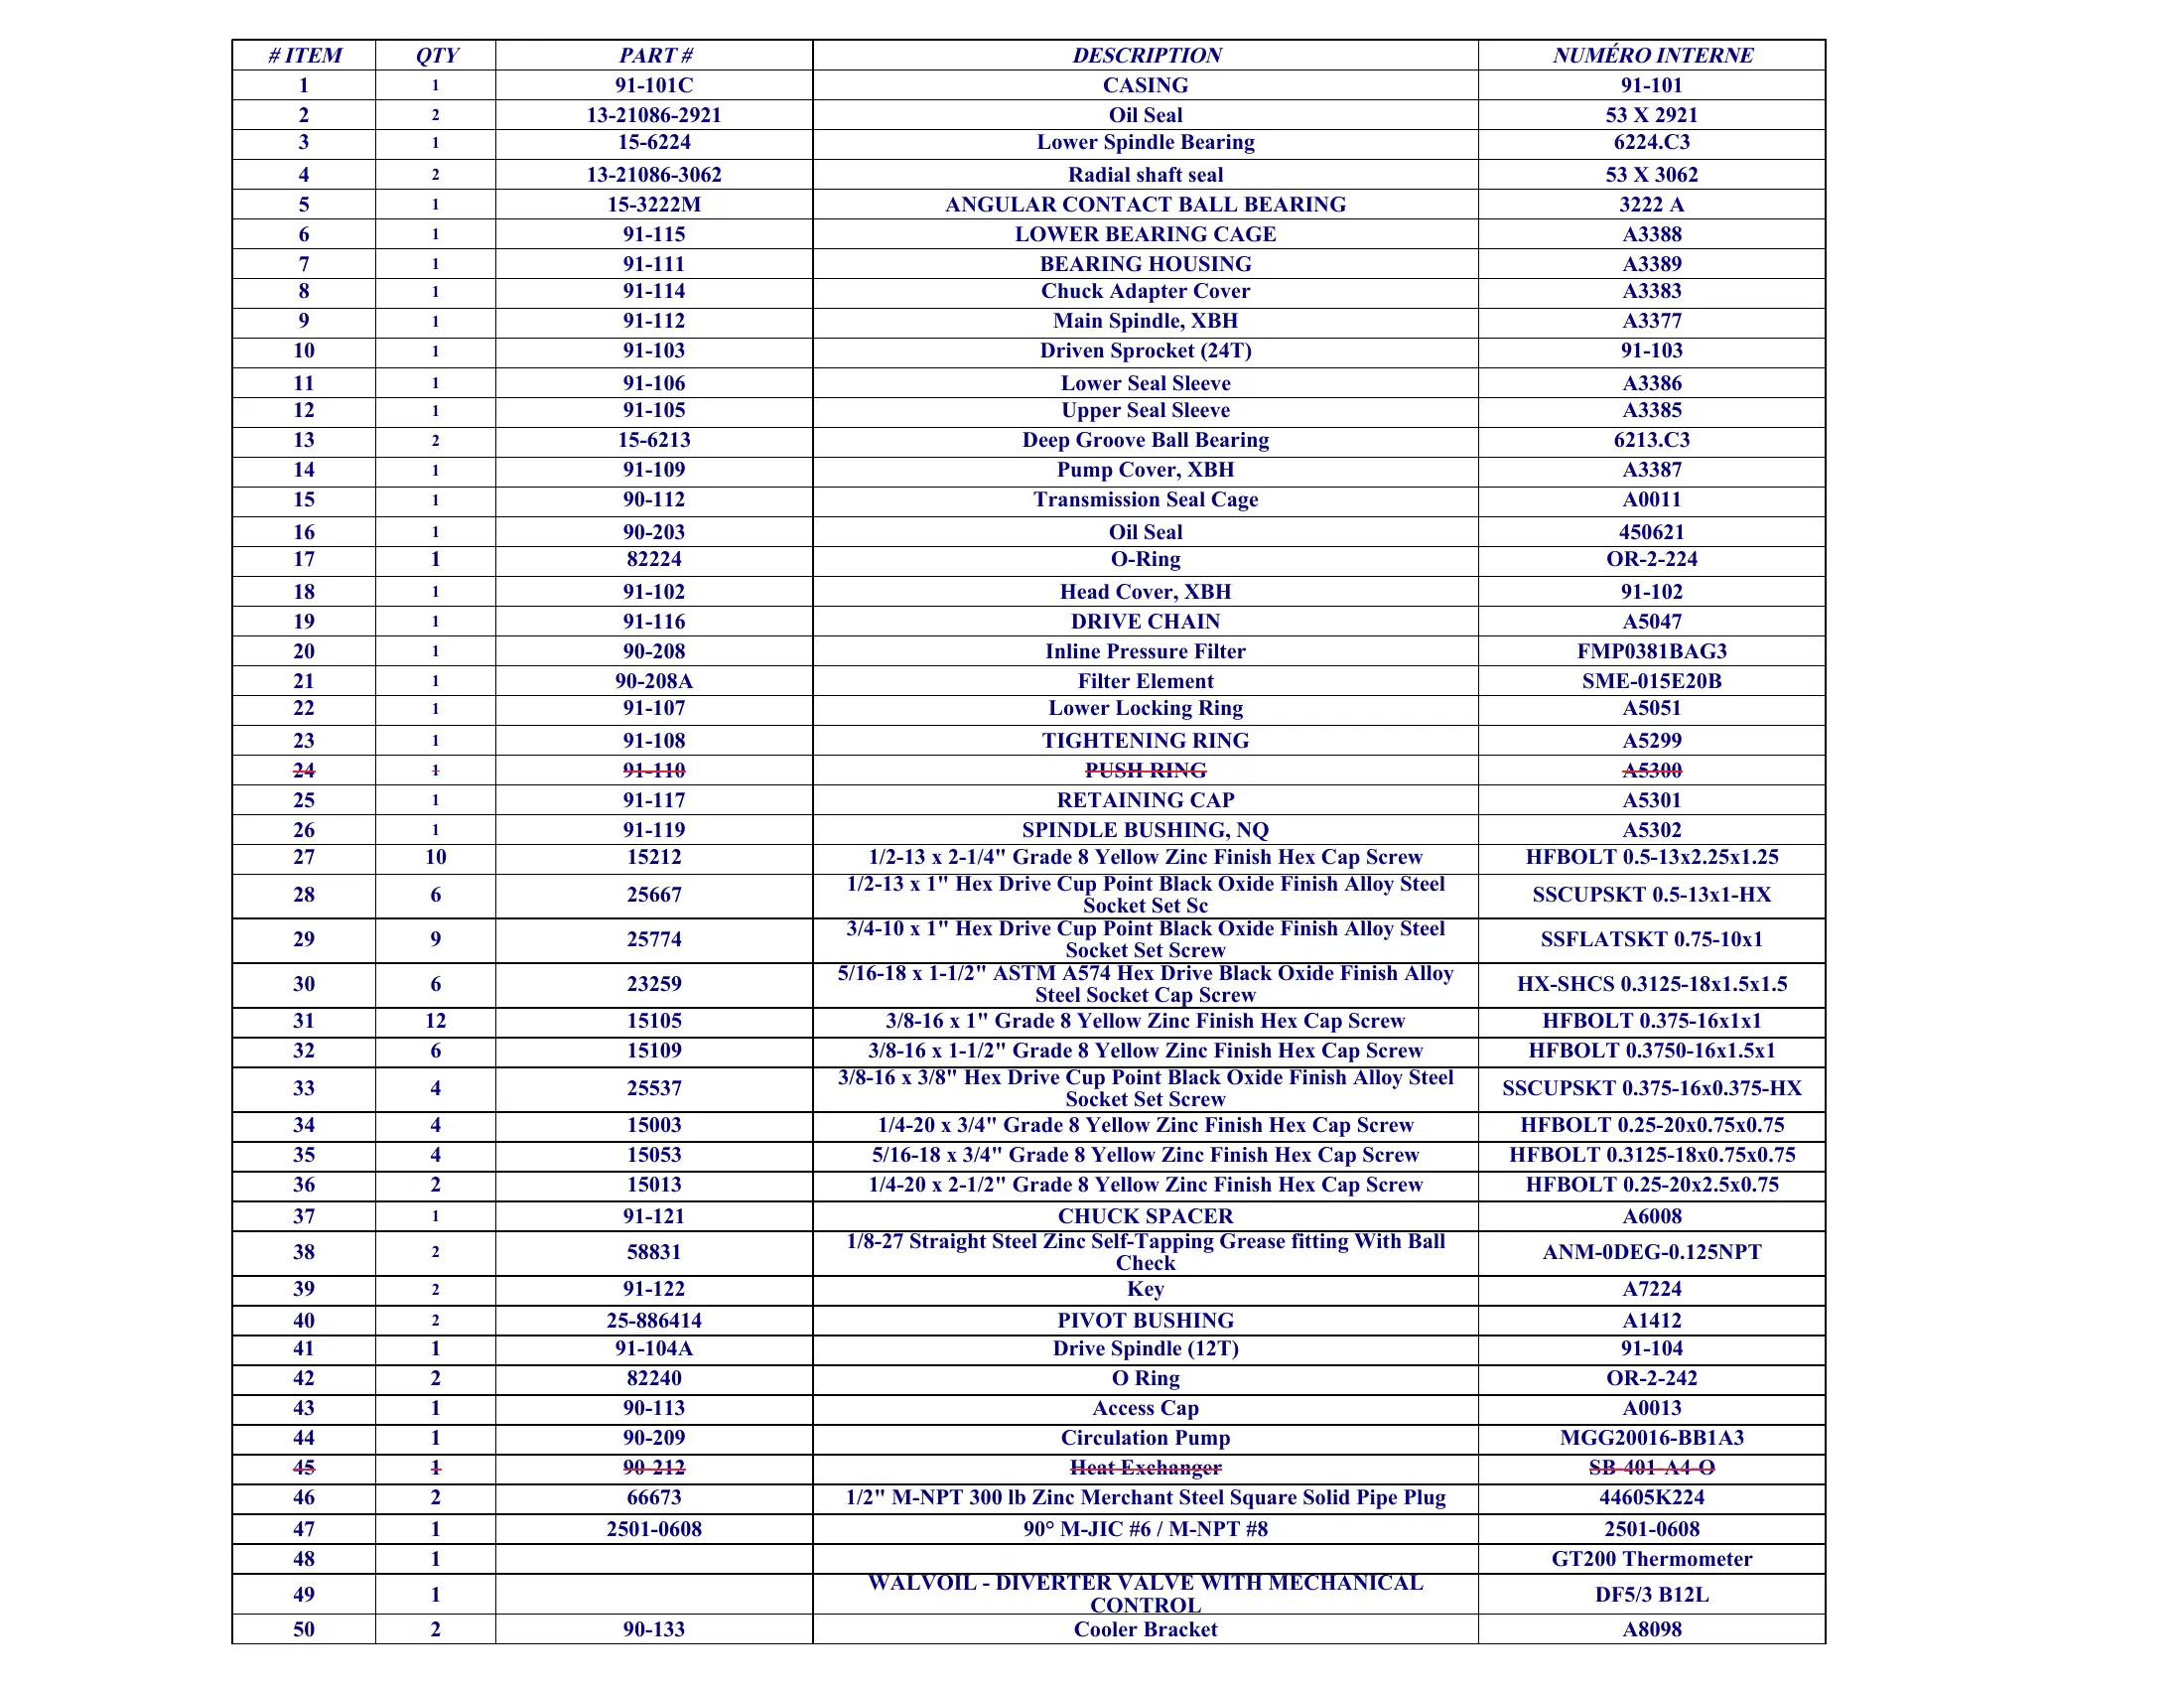 # ITEM QTY PART # DESCRIPTION NUMÉRO INTERNE
1 1 91-101C CASING 91-101
2 2 13-21086-2921 Oil Seal 53 X 2921
3 1 15-6224 Lower Spindle Bearing 6224.C3
4 2 13-21086-3062 Radial shaft seal 53 X 3062
5 1 15-3222M ANGULAR CONTACT BALL BEARING 3222 A
6 1 91-115 LOWER BEARING CAGE A3388
7 1 91-111 BEARING HOUSING A3389
8 1 91-114 Chuck Adapter Cover A3383
9 1 91-112 Main Spindle, XBH A3377
10 1 91-103 Driven Sprocket (24T) 91-103
11 1 91-106 Lower Seal Sleeve A3386
12 1 91-105 Upper Seal Sleeve A3385
13 2 15-6213 Deep Groove Ball Bearing 6213.C3
14 1 91-109 Pump Cover, XBH A3387
15 1 90-112 Transmission Seal Cage A0011
16 1 90-203 Oil Seal 450621
17 1 82224 O-Ring OR-2-224
18 1 91-102 Head Cover, XBH 91-102
19 1 91-116 DRIVE CHAIN A5047
20 1 90-208 Inline Pressure Filter FMP0381BAG3
21 1 90-208A Filter Element SME-015E20B
22 1 91-107 Lower Locking Ring A5051
23 1 91-108 TIGHTENING RING A5299
24 1 91-110 PUSH RING A5300
25 1 91-117 RETAINING CAP A5301
26 1 91-119 SPINDLE BUSHING, NQ A5302
27 10 15212 1/2-13 x 2-1/4" Grade 8 Yellow Zinc Finish Hex Cap Screw HFBOLT 0.5-13x2.25x1.25
28 6 25667 1/2-13 x 1" Hex Drive Cup Point Black Oxide Finish Alloy Steel
Socket Set Sc SSCUPSKT 0.5-13x1-HX
29 9 25774 3/4-10 x 1" Hex Drive Cup Point Black Oxide Finish Alloy Steel
Socket Set Screw SSFLATSKT 0.75-10x1
30 6 23259 5/16-18 x 1-1/2" ASTM A574 Hex Drive Black Oxide Finish Alloy
Steel Socket Cap Screw HX-SHCS 0.3125-18x1.5x1.5
31 12 15105 3/8-16 x 1" Grade 8 Yellow Zinc Finish Hex Cap Screw HFBOLT 0.375-16x1x1
32 6 15109 3/8-16 x 1-1/2" Grade 8 Yellow Zinc Finish Hex Cap Screw HFBOLT 0.3750-16x1.5x1
33 4 25537 3/8-16 x 3/8" Hex Drive Cup Point Black Oxide Finish Alloy Steel
Socket Set Screw SSCUPSKT 0.375-16x0.375-HX
34 4 15003 1/4-20 x 3/4" Grade 8 Yellow Zinc Finish Hex Cap Screw HFBOLT 0.25-20x0.75x0.75
35 4 15053 5/16-18 x 3/4" Grade 8 Yellow Zinc Finish Hex Cap Screw HFBOLT 0.3125-18x0.75x0.75
36 2 15013 1/4-20 x 2-1/2" Grade 8 Yellow Zinc Finish Hex Cap Screw HFBOLT 0.25-20x2.5x0.75
37 1 91-121 CHUCK SPACER A6008
38 2 58831 1/8-27 Straight Steel Zinc Self-Tapping Grease fitting With Ball
Check ANM-0DEG-0.125NPT
39 2 91-122 Key A7224
40 2 25-886414 PIVOT BUSHING A1412
41 1 91-104A Drive Spindle (12T) 91-104
42 2 82240 O Ring OR-2-242
43 1 90-113 Access Cap A0013
44 1 90-209 Circulation Pump MGG20016-BB1A3
45 1 90-212 Heat Exchanger SB-401-A4-O
46 2 66673 1/2" M-NPT 300 lb Zinc Merchant Steel Square Solid Pipe Plug 44605K224
47 1 2501-0608 90° M-JIC #6 / M-NPT #8 2501-0608
48 1 GT200 Thermometer
49 1 WALVOIL - DIVERTER VALVE WITH MECHANICAL
CONTROL DF5/3 B12L
50 2 90-133 Cooler Bracket A8098